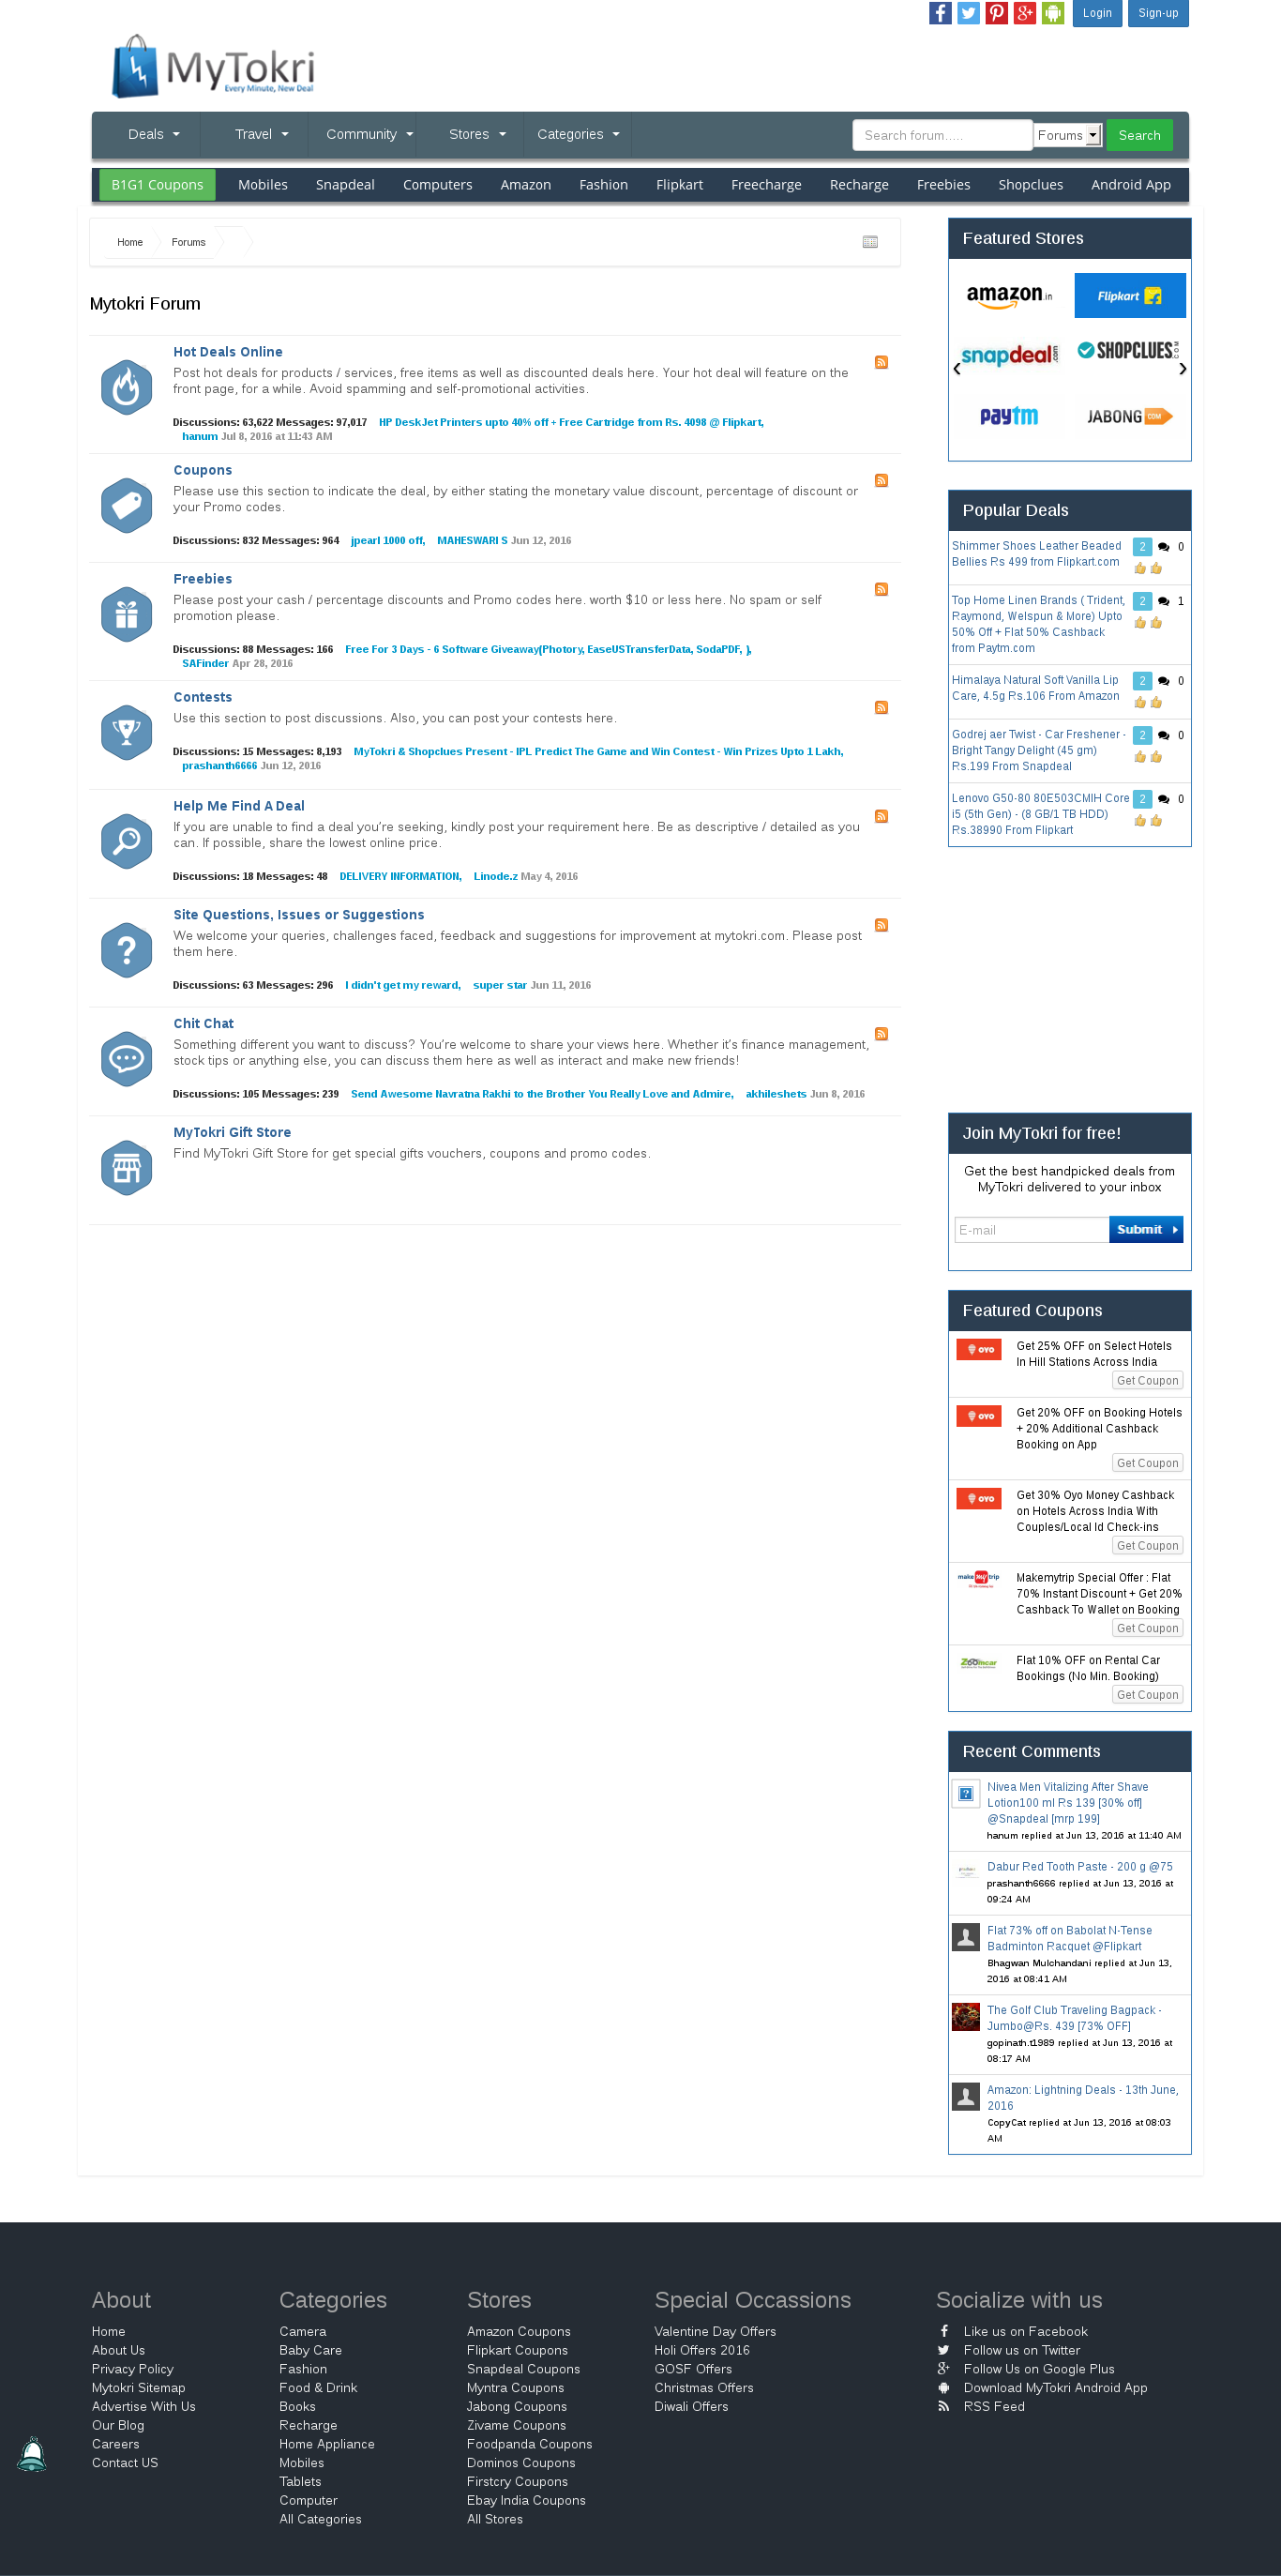 Login Sign-up
MyTokri
Every Minute, New Deal
Deals Travel Community Stores Categories Search forum..... Forums Search
B1G1 Coupons Mobiles Snapdeal Computers Amazon Fashion Flipkart Freecharge Recharge Freebies Shopclues Android App
Home Forums
Mytokri Forum
Hot Deals Online
Post hot deals for products / services, free items as well as discounted deals here. Your hot deal will feature on the
front page, for a while. Avoid spamming and self-promotional activities.
Discussions: 63,622 Messages: 97,017 HP DeskJet Printers upto 40% off + Free Cartridge from Rs. 4098 @ Flipkart,
hanum Jul 8, 2016 at 11:43 AM
Coupons
Please use this section to indicate the deal, by either stating the monetary value discount, percentage of discount or
your Promo codes.
Discussions: 832 Messages: 964 jpearl 1000 off, MAHESWARI S Jun 12, 2016
Freebies
Please post your cash / percentage discounts and Promo codes here. worth $10 or less here. No spam or self
promotion please.
Discussions: 88 Messages: 166 Free For 3 Days - 6 Software Giveaway(Photory, EaseUSTransferData, SodaPDF, ),
SAFinder Apr 28, 2016
Contests
Use this section to post discussions. Also, you can post your contests here.
Discussions: 15 Messages: 8,193 MyTokri & Shopclues Present - IPL Predict The Game and Win Contest - Win Prizes Upto 1 Lakh,
prashanth6666 Jun 12, 2016
Help Me Find A Deal
If you are unable to find a deal you're seeking, kindly post your requirement here. Be as descriptive / detailed as you
can. If possible, share the lowest online price.
Discussions: 18 Messages: 48 DELIVERY INFORMATION, Linode.z May 4, 2016
Site Questions, Issues or Suggestions
We welcome your queries, challenges faced, feedback and suggestions for improvement at mytokri.com. Please post
them here.
Discussions: 63 Messages: 296 I didn't get my reward, super star Jun 11, 2016
Chit Chat
Something different you want to discuss? You're welcome to share your views here. Whether it's finance management,
stock tips or anything else, you can discuss them here as well as interact and make new friends!
Discussions: 105 Messages: 239 Send Awesome Navratna Rakhi to the Brother You Really Love and Admire, akhileshets Jun 8, 2016
MyTokri Gift Store
Find MyTokri Gift Store for get special gifts vouchers, coupons and promo codes.
Featured Stores
amazon.in Flipkart
snapdeal.com SHOPCLUES.COM
paytm JABONG.COM
Popular Deals
Shimmer Shoes Leather Beaded 2 0
Bellies Rs 499 from Flipkart.com
Top Home Linen Brands ( Trident, 2 1
Raymond, Welspun & More) Upto
50% Off + Flat 50% Cashback
from Paytm.com
Himalaya Natural Soft Vanilla Lip 2 0
Care, 4.5g Rs.106 From Amazon
Godrej aer Twist - Car Freshener - 2 0
Bright Tangy Delight (45 gm)
Rs.199 From Snapdeal
Lenovo G50-80 80E503CMIH Core 2 0
i5 (5th Gen) - (8 GB/1 TB HDD)
Rs.38990 From Flipkart
Join MyTokri for free!
Get the best handpicked deals from
MyTokri delivered to your inbox
E-mail Submit
Featured Coupons
OYO Get 25% OFF on Select Hotels
In Hill Stations Across India
Get Coupon
OYO Get 20% OFF on Booking Hotels
+ 20% Additional Cashback
Booking on App
Get Coupon
OYO Get 30% Oyo Money Cashback
on Hotels Across India With
Couples/Local Id Check-ins
Get Coupon
make my trip Makemytrip Special Offer : Flat
70% Instant Discount + Get 20%
Cashback To Wallet on Booking
Get Coupon
Zoomcar Flat 10% OFF on Rental Car
Bookings (No Min. Booking)
Get Coupon
Recent Comments
Nivea Men Vitalizing After Shave
Lotion100 ml Rs 139 [30% off]
@Snapdeal [mrp 199]
hanum replied at Jun 13, 2016 at 11:40 AM
Dabur Red Tooth Paste - 200 g @75
prashanth6666 replied at Jun 13, 2016 at
09:24 AM
Flat 73% off on Babolat N-Tense
Badminton Racquet @Flipkart
Bhagwan Mulchandani replied at Jun 13,
2016 at 08:41 AM
The Golf Club Traveling Bagpack -
Jumbo@Rs. 439 [73% OFF]
gopinath.t1989 replied at Jun 13, 2016 at
08:17 AM
Amazon: Lightning Deals - 13th June,
2016
CopyCat replied at Jun 13, 2016 at 08:03
AM
About
Home
About Us
Privacy Policy
Mytokri Sitemap
Advertise With Us
Our Blog
Careers
Contact US
Categories
Camera
Baby Care
Fashion
Food & Drink
Books
Recharge
Home Appliance
Mobiles
Tablets
Computer
All Categories
Stores
Amazon Coupons
Flipkart Coupons
Snapdeal Coupons
Myntra Coupons
Jabong Coupons
Zivame Coupons
Foodpanda Coupons
Dominos Coupons
Firstcry Coupons
Ebay India Coupons
All Stores
Special Occassions
Valentine Day Offers
Holi Offers 2016
GOSF Offers
Christmas Offers
Diwali Offers
Socialize with us
Like us on Facebook
Follow us on Twitter
Follow Us on Google Plus
Download MyTokri Android App
RSS Feed